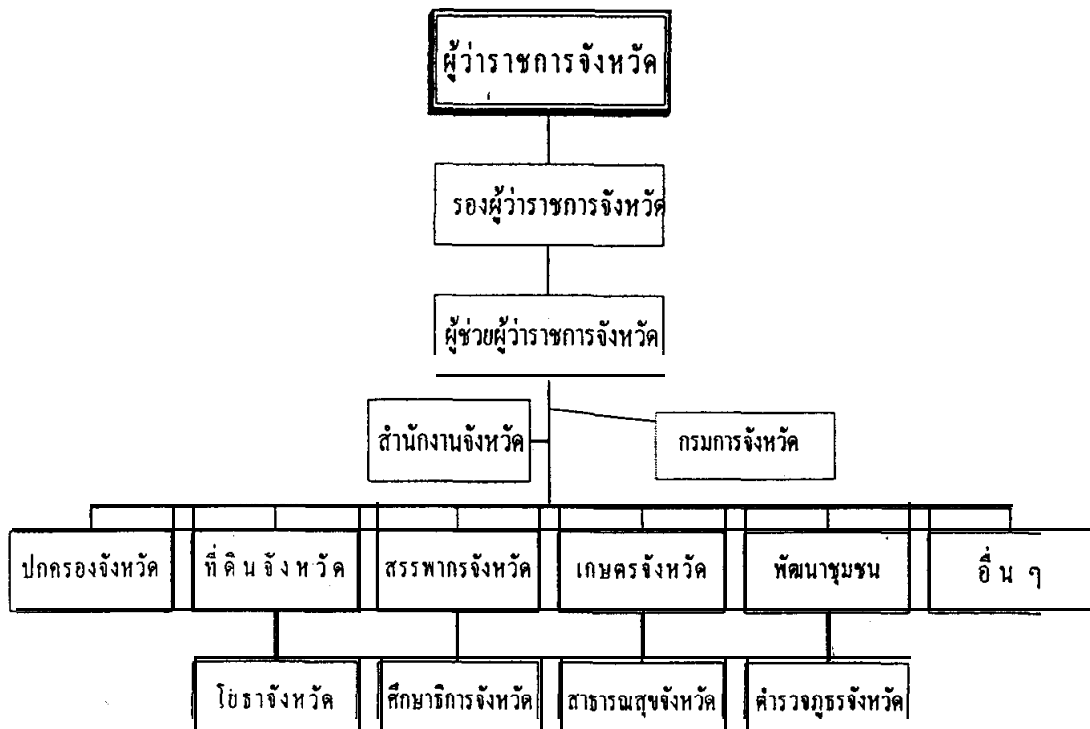 ผู้ว่าราชการจังหวัด
รองผู้ว่าราชการจังหวัด
ผู้ช่วยผู้ว่าราชการจังหวัด
สำนักงานจังหวัด
กรมการจังหวัด
ปกครองจังหวัด
ที่ดินจังหวัด
สรรพากรจังหวัด
เกษตรจังหวัด
พัฒนาชุมชน
อื่น ๆ
โยธาจังหวัด
ศึกษาธิการจังหวัด
สาธารณสุขจังหวัด
ตำรวจภูธรจังหวัด